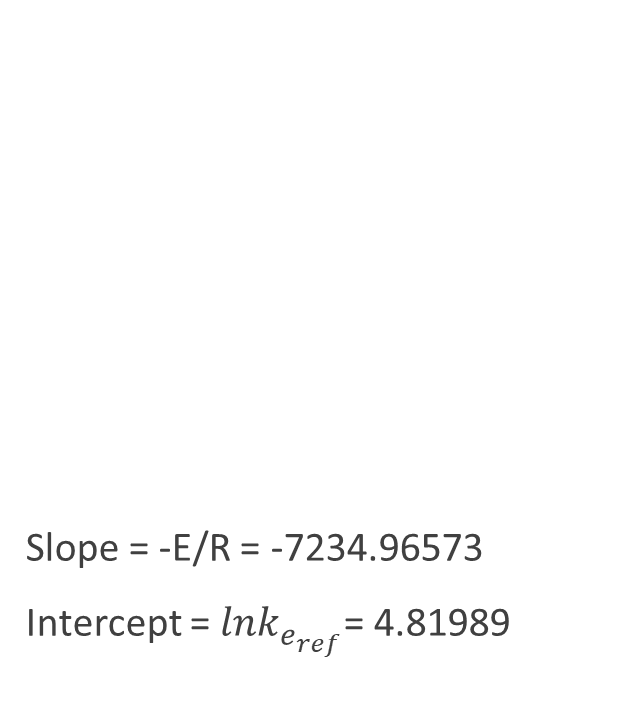 Slope = -E/R = -7234.96573
Intercept = lnk_{e_{ref}} = 4.81989